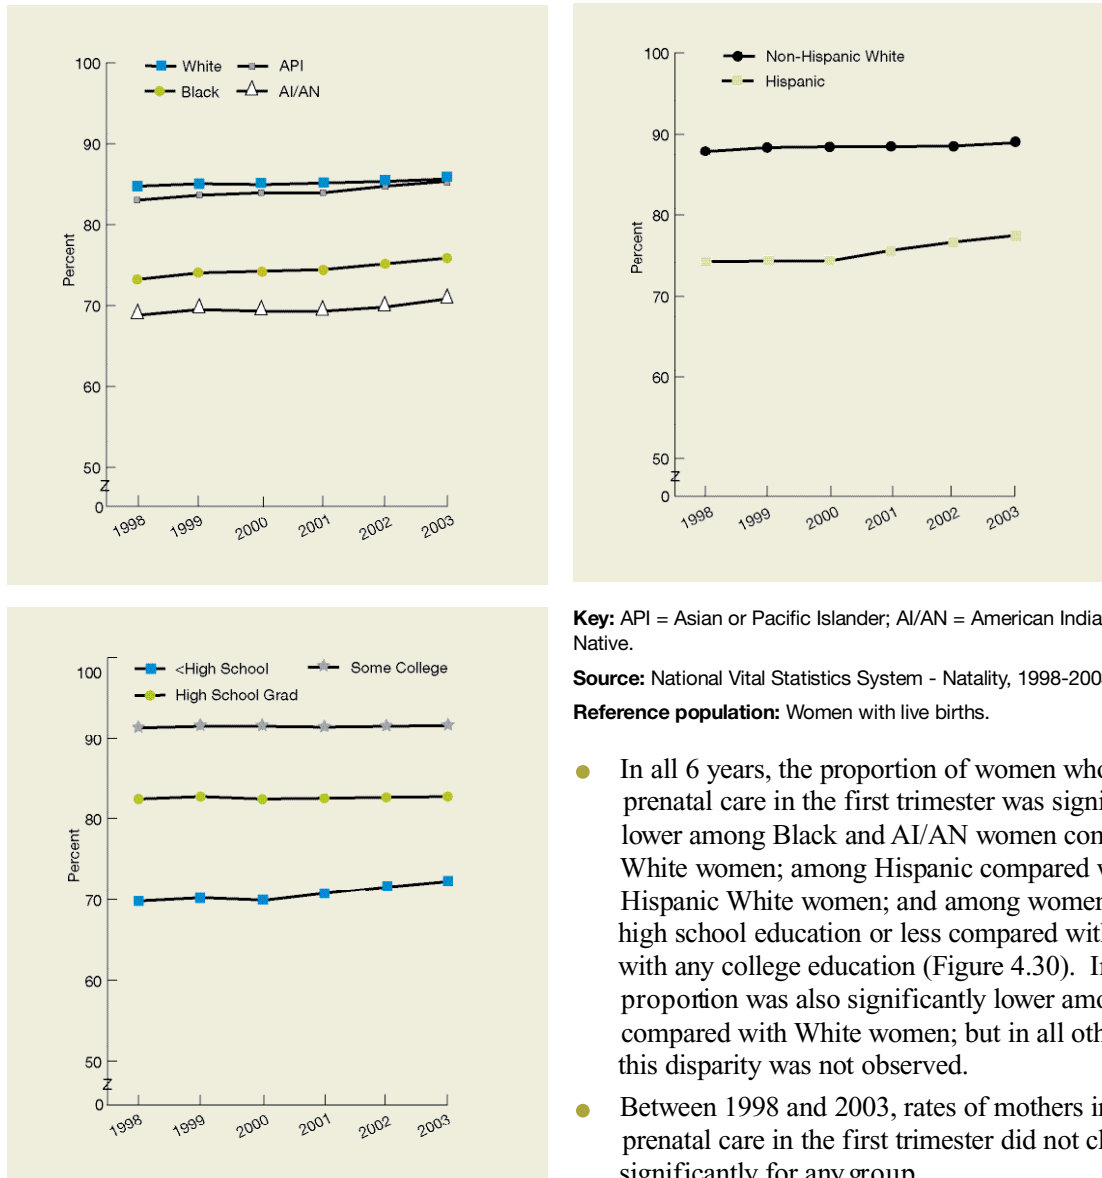 White API
Black AI/AN
100
90
80
70
60
50
Z
0
Percent
1998 1999 2000 2001 2002 2003
Non-Hispanic White
Hispanic
100
90
80
70
60
50
Z
0
Percent
1998 1999 2000 2001 2002 2003
<High School Some College
High School Grad
100
90
80
70
60
50
Z
0
Percent
1998 1999 2000 2001 2002 2003
Key: API = Asian or Pacific Islander; AI/AN = American India
Native.
Source: National Vital Statistics System - Natality, 1998-200
Reference population: Women with live births.
● In all 6 years, the proportion of women who
prenatal care in the first trimester was signi
lower among Black and AI/AN women com
White women; among Hispanic compared
Hispanic White women; and among women
high school education or less compared wit
with any college education (Figure 4.30). I
proportion was also significantly lower amo
compared with White women; but in all oth
this disparity was not observed.
● Between 1998 and 2003, rates of mothers i
prenatal care in the first trimester did not c
significantly for any group